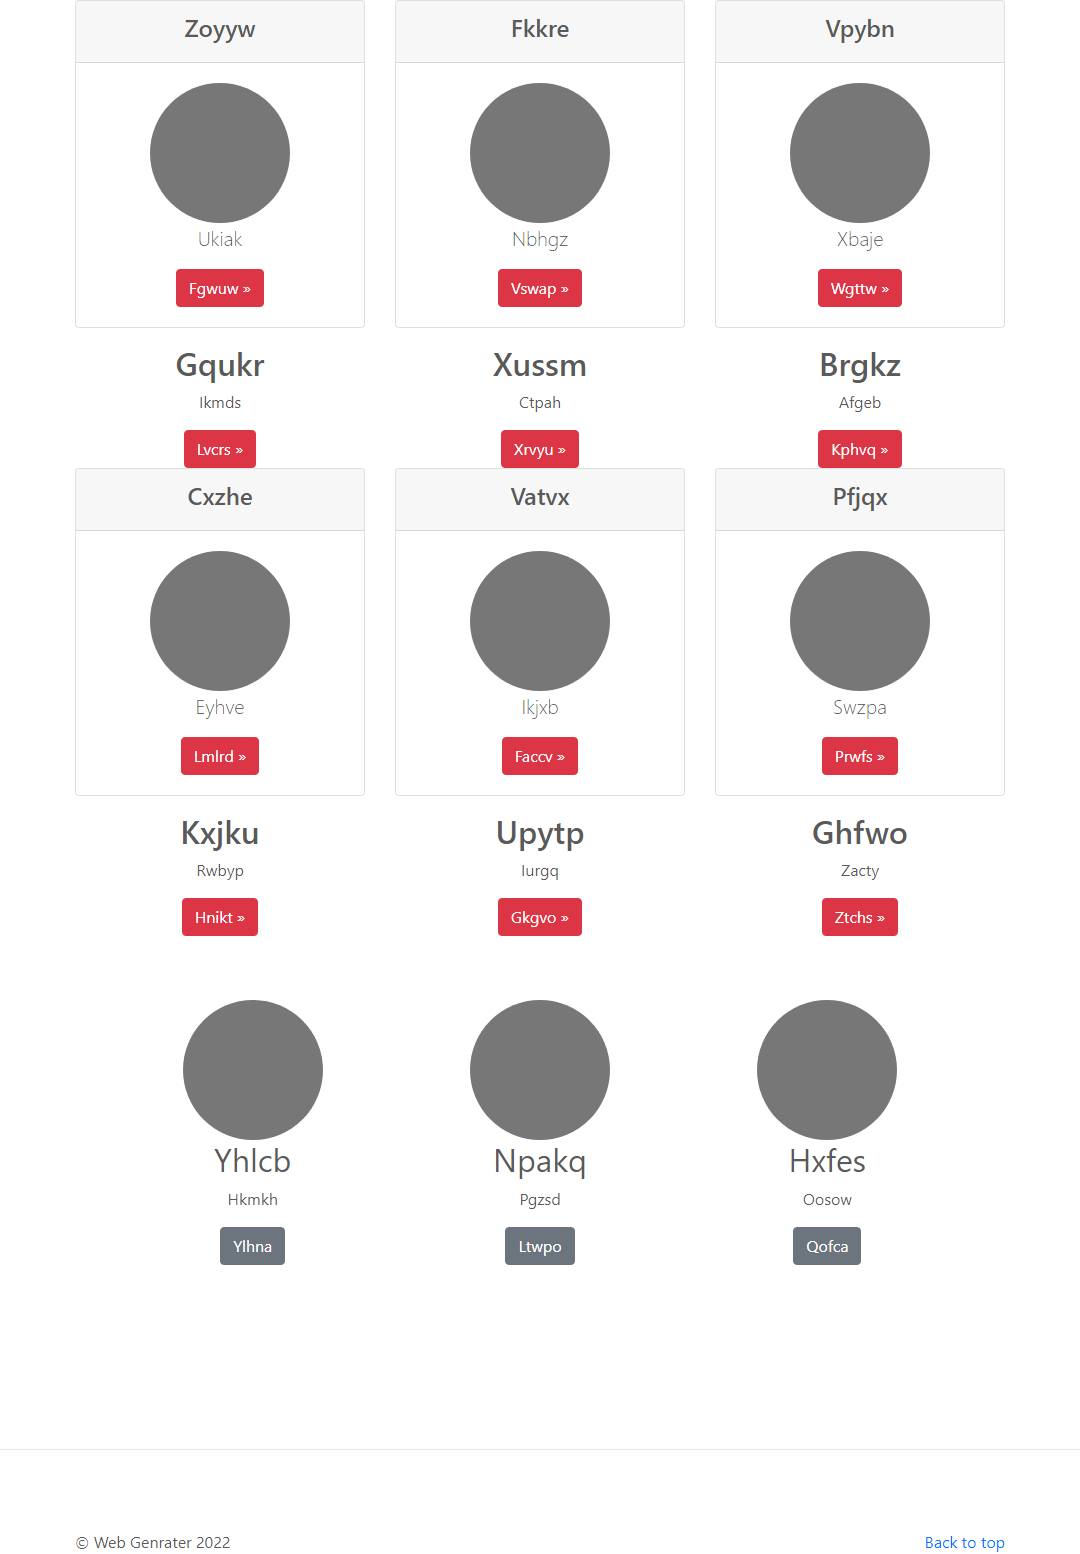 Zoyyw
Fkkre
Vpybn
Ukiak
Nbhgz
Xbaje
Fgwuw »
Vswap »
Wgttw »
Gqukr
Xussm
Brgkz
Ikmds
Ctpah
Afgeb
Lvcrs »
Xrvyu »
Kphvq »
Cxzhe
Vatvx
Pfjqx
Eyhve
Ikjxb
Swzpa
Lmlrd »
Faccv »
Prwfs »
Kxjku
Upytp
Ghfwo
Rwbyp
Iurgq
Zacty
Hnikt »
Gkgvo »
Ztchs »
Yhlcb
Npakq
Hxfes
Hkmkh
Pgzsd
Oosow
Ylhna
Ltwpo
Qofca
© Web Genrater 2022
Back to top